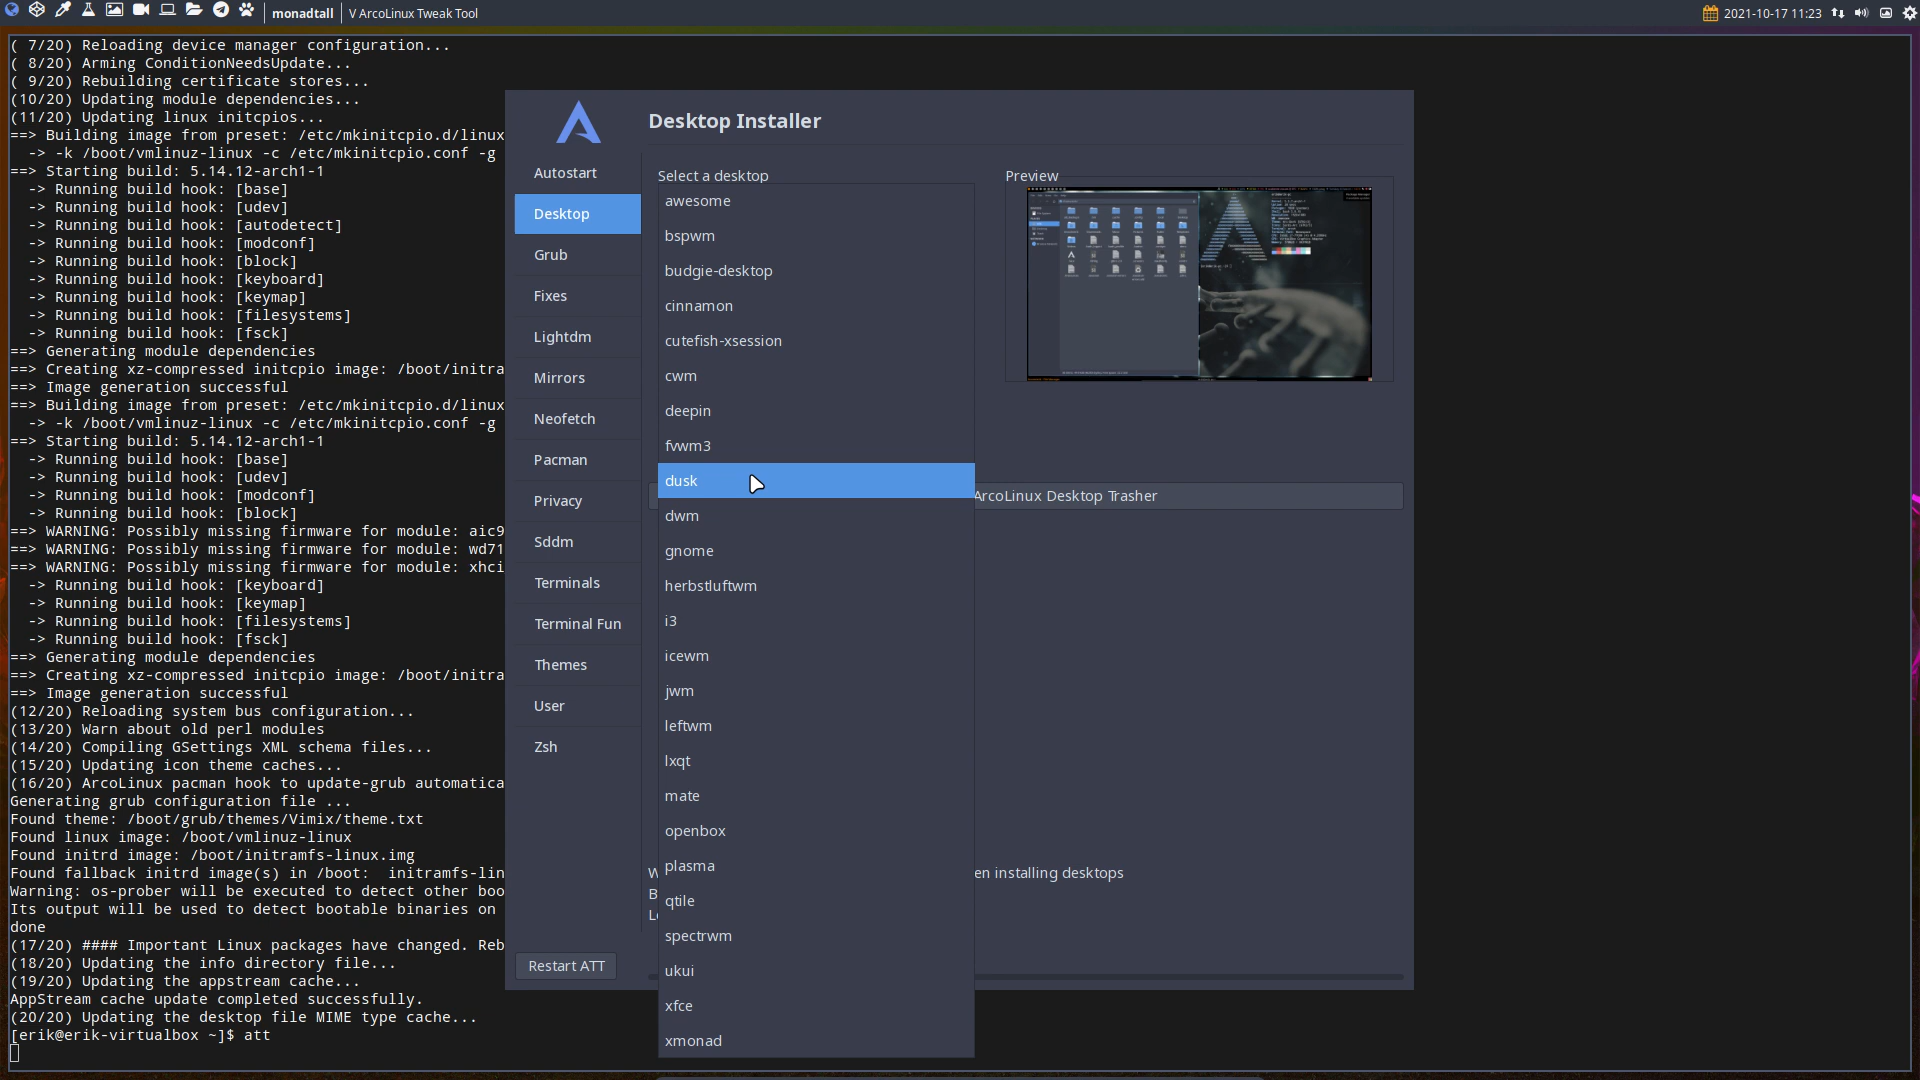 monadtall
V ArcoLinux Tweak Tool
2021-10-17 11:23
( 7/20) Reloading device manager configuration...
( 8/20) Arming ConditionNeedsUpdate...
( 9/20) Rebuilding certificate stores...
(10/20) Updating module dependencies...
(11/20) Updating linux initcpios...
==> Building image from preset: /etc/mkinitcpio.d/linux
-> -k /boot/vmlinuz-linux -c /etc/mkinitcpio.conf -g
==> Starting build: 5.14.12-arch1-1
-> Running build hook: [base]
-> Running build hook: [udev]
-> Running build hook: [autodetect]
-> Running build hook: [modconf]
-> Running build hook: [block]
-> Running build hook: [keyboard]
-> Running build hook: [keymap]
-> Running build hook: [filesystems]
-> Running build hook: [fsck]
==> Generating module dependencies
==> Creating xz-compressed initcpio image: /boot/initra
==> Image generation successful
==> Building image from preset: /etc/mkinitcpio.d/linux
-> -k /boot/vmlinuz-linux -c /etc/mkinitcpio.conf -g
==> Starting build: 5.14.12-arch1-1
-> Running build hook: [base]
-> Running build hook: [udev]
-> Running build hook: [modconf]
-> Running build hook: [block]
==> WARNING: Possibly missing firmware for module: aic9
==> WARNING: Possibly missing firmware for module: wd71
==> WARNING: Possibly missing firmware for module: xhci
-> Running build hook: [keyboard]
-> Running build hook: [keymap]
-> Running build hook: [filesystems]
-> Running build hook: [fsck]
==> Generating module dependencies
==> Creating xz-compressed initcpio image: /boot/initra
==> Image generation successful
(12/20) Reloading system bus configuration...
(13/20) Warn about old perl modules
(14/20) Compiling GSettings XML schema files...
(15/20) Updating icon theme caches...
(16/20) ArcoLinux pacman hook to update-grub automatica
Generating grub configuration file ...
Found theme: /boot/grub/themes/Vimix/theme.txt
Found linux image: /boot/vmlinuz-linux
Found initrd image: /boot/initramfs-linux.img
Found fallback initrd image(s) in /boot:  initramfs-lin
Warning: os-prober will be executed to detect other boo
Its output will be used to detect bootable binaries on
done
(17/20) #### Important Linux packages have changed. Reb
(18/20) Updating the info directory file...
(19/20) Updating the appstream cache...
AppStream cache update completed successfully.
(20/20) Updating the desktop file MIME type cache...
[erik@erik-virtualbox ~]$ att
Autostart
Desktop
Grub
Fixes
Lightdm
Mirrors
Neofetch
Pacman
Privacy
Sddm
Terminals
Terminal Fun
Themes
User
Zsh
Restart ATT
Desktop Installer
Select a desktop
awesome
bspwm
budgie-desktop
cinnamon
cutefish-xsession
cwm
deepin
fvwm3
dusk
dwm
gnome
herbstluftwm
i3
icewm
jwm
leftwm
lxqt
mate
openbox
plasma
qtile
spectrwm
ukui
xfce
xmonad
Preview
ArcoLinux Desktop Trasher
en installing desktops